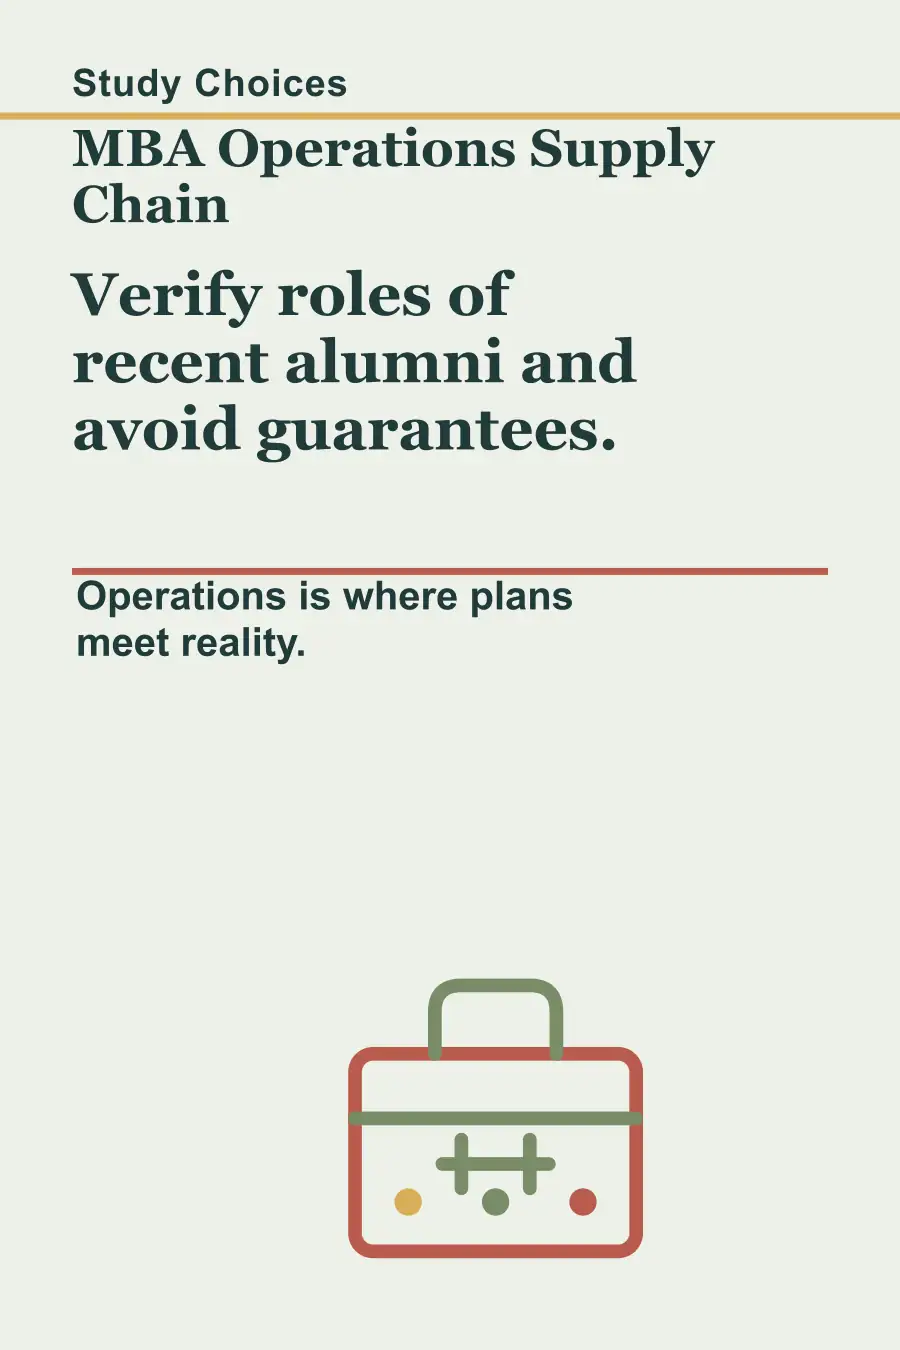 Study Choices
MBA Operations Supply
Chain
Verify roles of
recent alumni and
avoid guarantees.
Operations is where plans
meet reality.